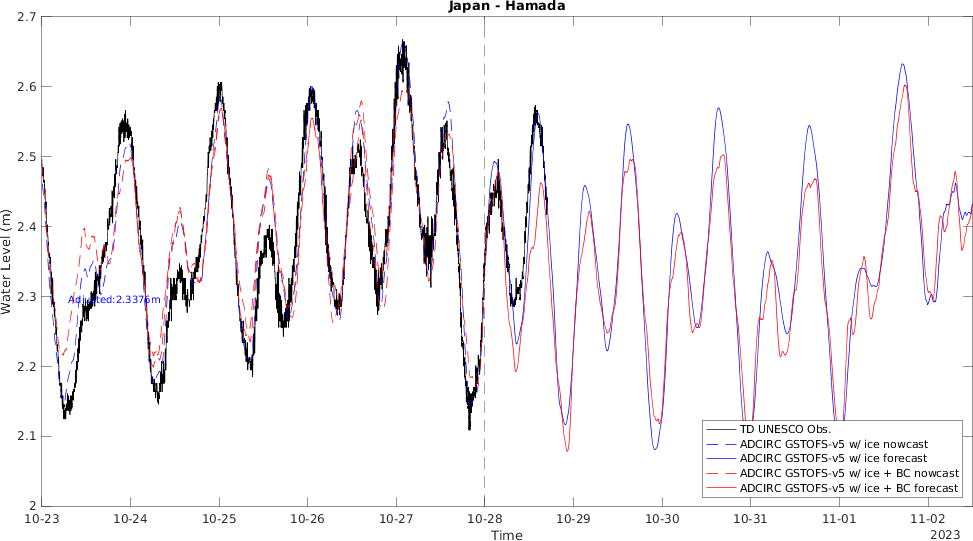 Japan - Hamada
Water Level (m)
2.7
2.6
2.5
2.4
2.3
2.2
2.1
2
Adjusted:2.3376m
TD UNESCO Obs.
ADCIRC GSTOFS-v5 w/ ice nowcast
ADCIRC GSTOFS-v5 w/ ice forecast
ADCIRC GSTOFS-v5 w/ ice + BC nowcast
ADCIRC GSTOFS-v5 w/ ice + BC forecast
10-23 10-24 10-25 10-26 10-27 10-28 10-29 10-30 10-31 11-01 11-02
2023
Time